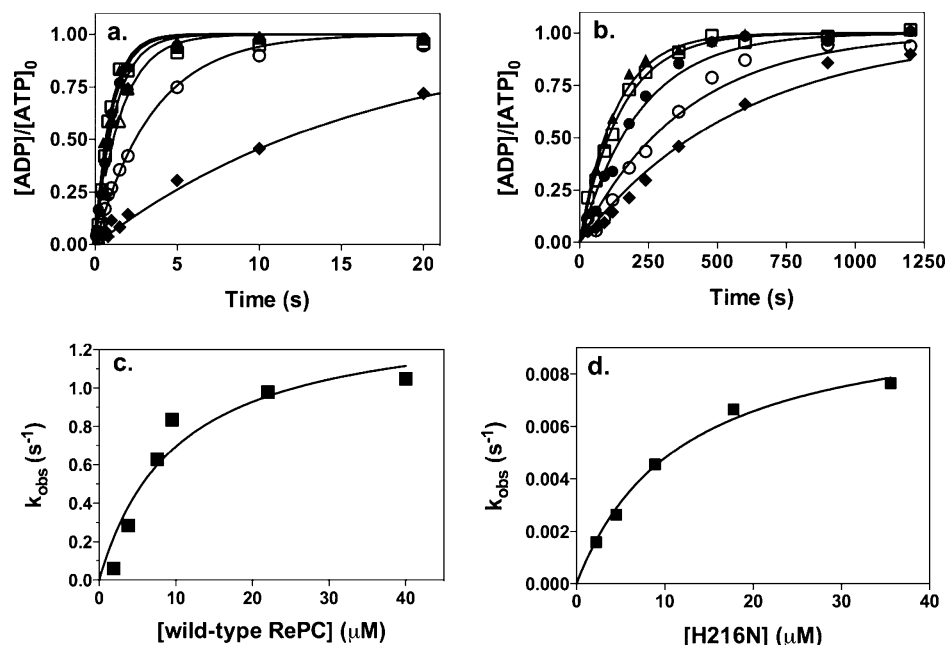 a.
[ADP]/[ATP]0
1.00
0.75
0.50
0.25
0.00
0 5 10 15 20
Time (s)
b.
[ADP]/[ATP]0
1.00
0.75
0.50
0.25
0.00
0 250 500 750 1000 1250
Time (s)
c.
kobs (s-1)
1.4
1.2
1.0
0.8
0.6
0.4
0.2
0.0
0 10 20 30 40
[wild-type RePC] (μM)
d.
kobs (s-1)
0.008
0.006
0.004
0.002
0.000
0 10 20 30 40
[H216N] (μM)